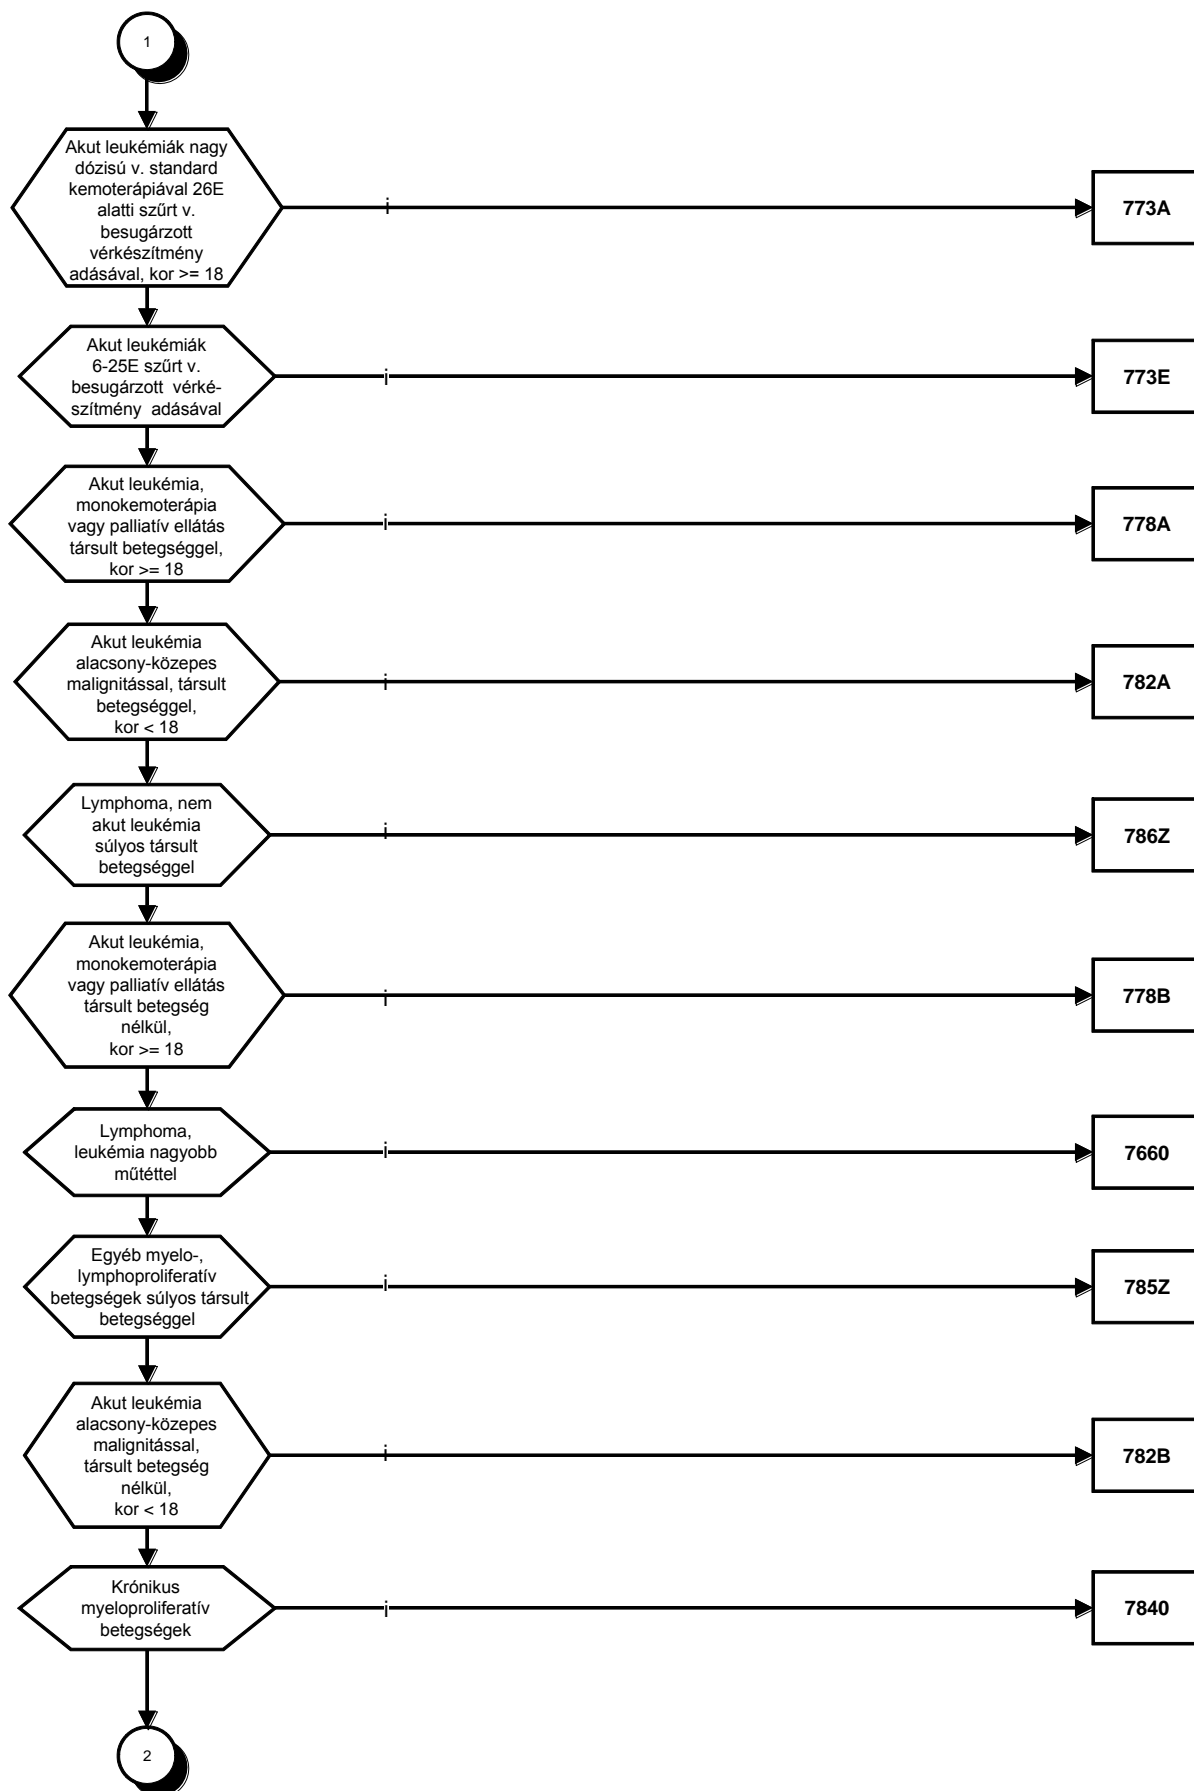 1
Akut leukémiák nagy
dózisú v. standard
kemoterápiával 26E
alatti szűrt v.
besugárzott
vérkészítmény
adásával, kor >= 18
i
773A
Akut leukémiák
6-25E szűrt v.
besugárzott vérké-
szítmény adásával
i
773E
Akut leukémia,
monokemoterápia
vagy palliatív ellátás
társult betegséggel,
kor >= 18
i
778A
Akut leukémia
alacsony-közepes
malignitással, társult
betegséggel,
kor < 18
i
782A
Lymphoma, nem
akut leukémia
súlyos társult
betegséggel
i
786Z
Akut leukémia,
monokemoterápia
vagy palliatív ellátás
társult betegség
nélkül,
kor >= 18
i
778B
Lymphoma,
leukémia nagyobb
műtéttel
i
7660
Egyéb myelo-,
lymphoproliferatív
betegségek súlyos társult
betegséggel
i
785Z
Akut leukémia
alacsony-közepes
malignitással,
társult betegség
nélkül,
kor < 18
i
782B
Krónikus
myeloproliferatív
betegségek
i
7840
2